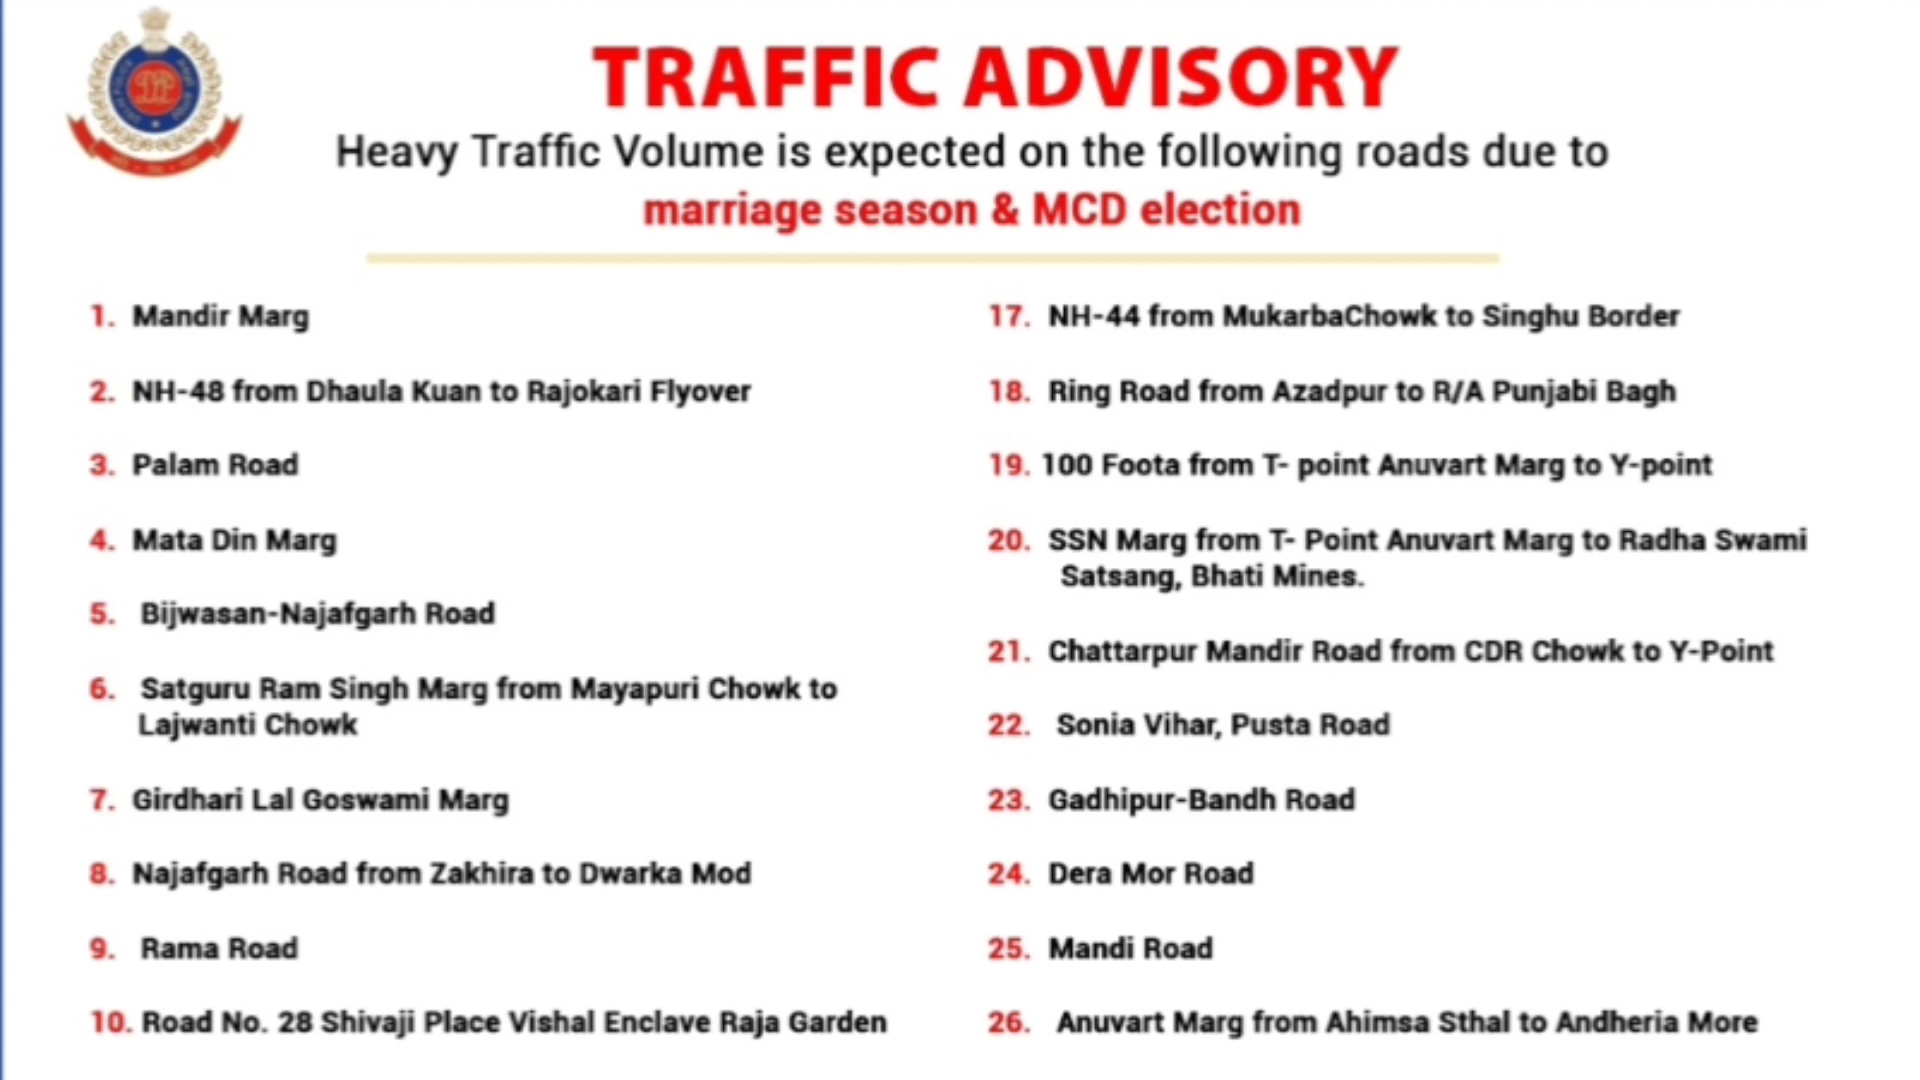 TRAFFIC ADVISORY
Heavy Traffic Volume is expected on the following roads due to
marriage season & MCD election
1. Mandir Marg
2. NH-48 from Dhaula Kuan to Rajokari Flyover
3. Palam Road
4. Mata Din Marg
5. Bijwasan-Najafgarh Road
6. Satguru Ram Singh Marg from Mayapuri Chowk to
Lajwanti Chowk
7. Girdhari Lal Goswami Marg
8. Najafgarh Road from Zakhira to Dwarka Mod
9. Rama Road
10. Road No. 28 Shivaji Place Vishal Enclave Raja Garden
17. NH-44 from MukarbaChowk to Singhu Border
18. Ring Road from Azadpur to R/A Punjabi Bagh
19. 100 Foota from T- point Anuvart Marg to Y-point
20. SSN Marg from T- Point Anuvart Marg to Radha Swami
Satsang, Bhati Mines.
21. Chattarpur Mandir Road from CDR Chowk to Y-Point
22. Sonia Vihar, Pusta Road
23. Gadhipur-Bandh Road
24. Dera Mor Road
25. Mandi Road
26. Anuvart Marg from Ahimsa Sthal to Andheria More